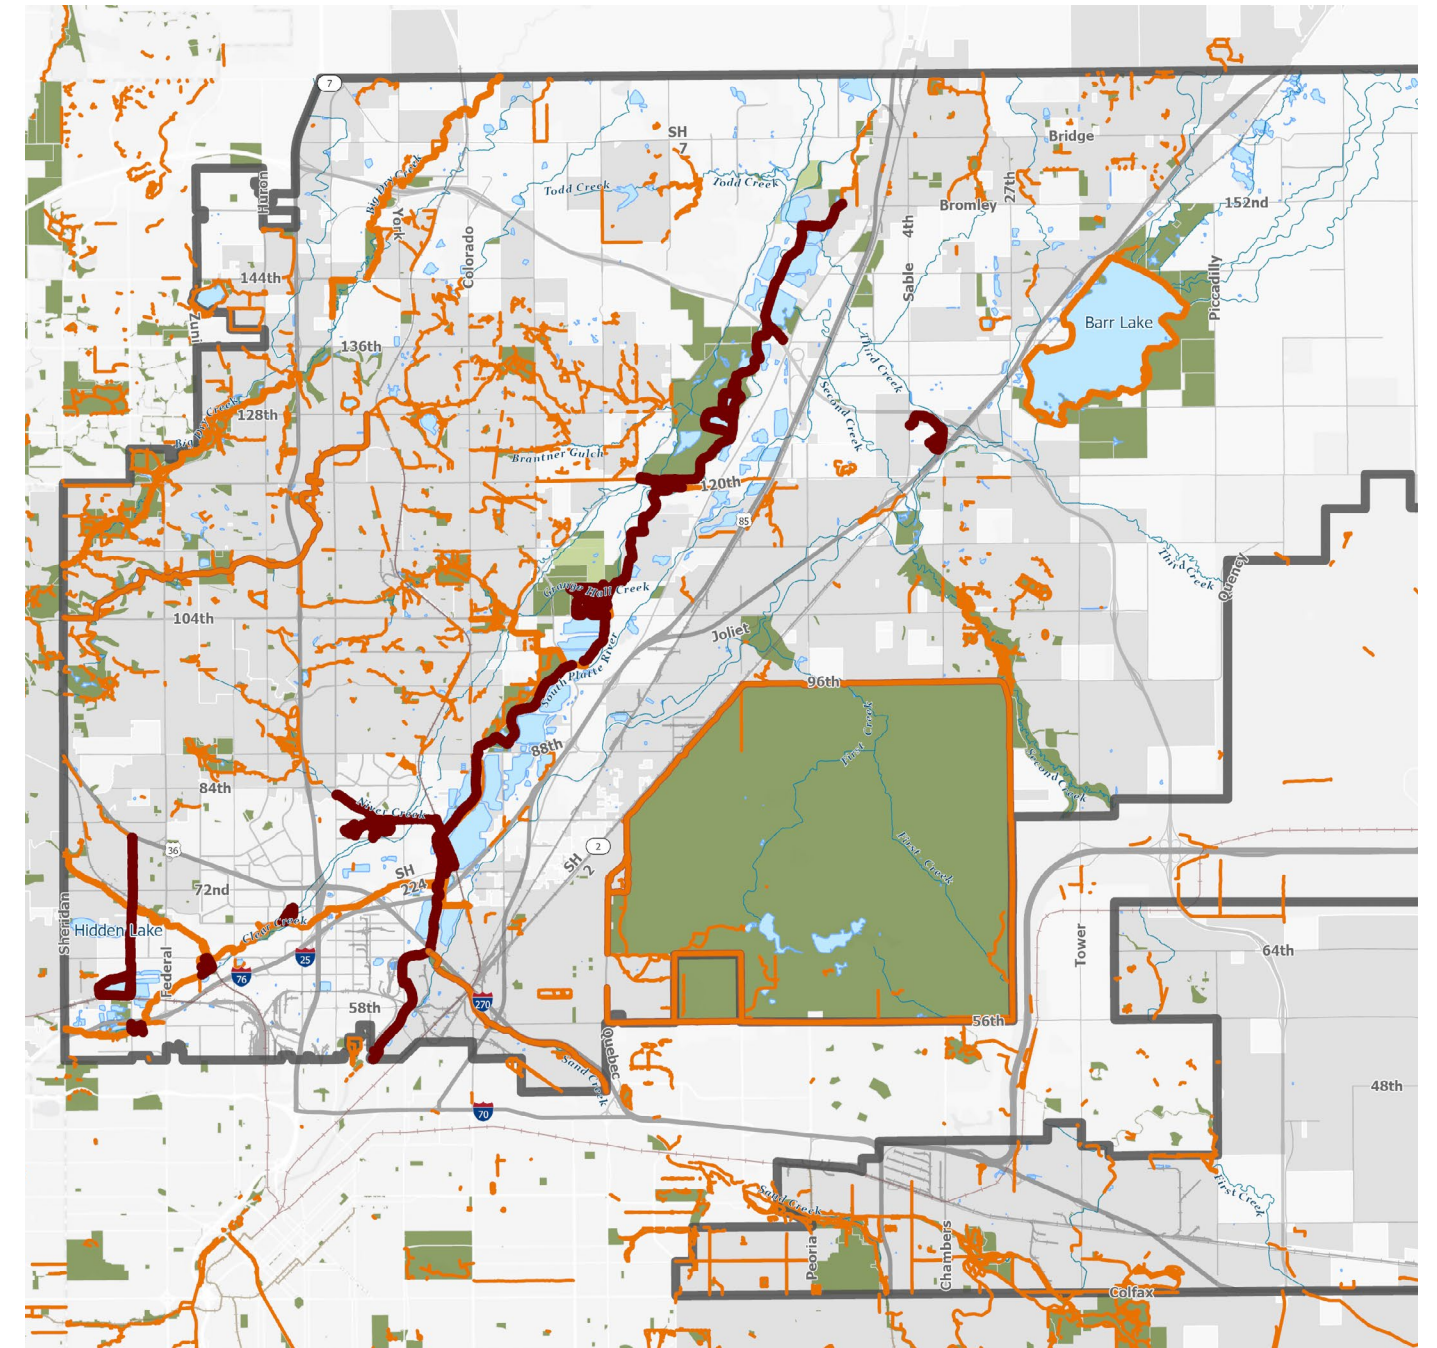 7
SH
7
Bridge
Big Dry Creek
York
Huron
Todd Creek
Todd Creek
Bromley
27th
152nd
4th
Sable
Colorado
144th
Zuni
136th
Piccadilly
Barr Lake
Third Creek
Second Creek
128th
Big Dry Creek
Brantner Gulch
120th
85
Third Creek
Quency
Grange Hall Creek
104th
Joliet
South Platte River
96th
First Creek
88th
Second Creek
84th
Niver Creek
36
2
SH
2
First Creek
SH
224
72nd
Sheridan
Hidden Lake
Clear Creek
Federal
25
76
Tower
64th
58th
270
56th
Quebec
Sand Creek
48th
70
Sand Creek
First Creek
Peoria
Chambers
Colfax